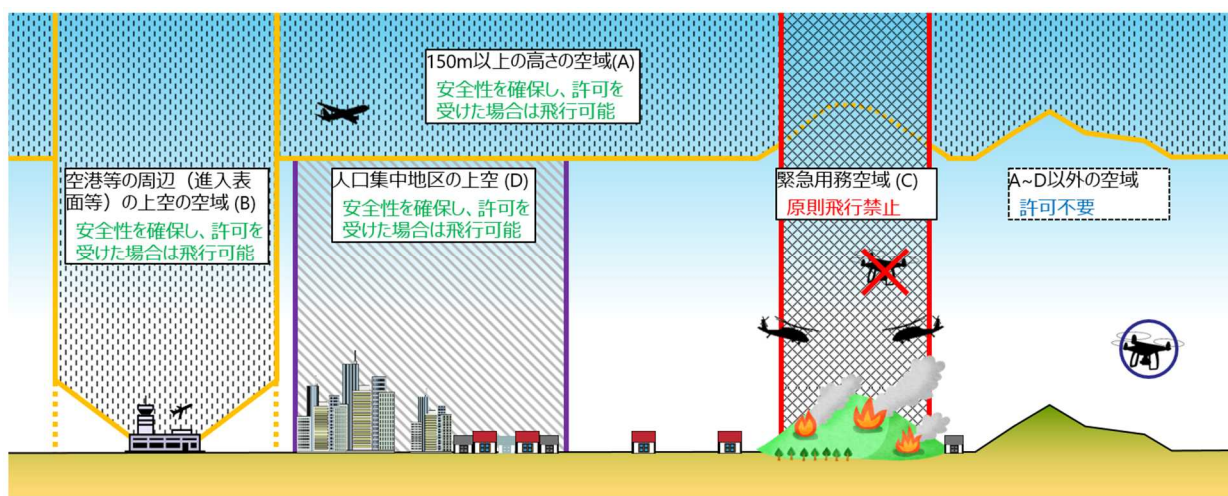 150m以上の高さの空域(A)
安全性を確保し、許可を
受けた場合は飛行可能
空港等の周辺（進入表
面等）の上空の空域 (B)
安全性を確保し、許可を
受けた場合は飛行可能
人口集中地区の上空 (D)
安全性を確保し、許可を
受けた場合は飛行可能
緊急用務空域 (C)
原則飛行禁止
A~D以外の空域
許可不要